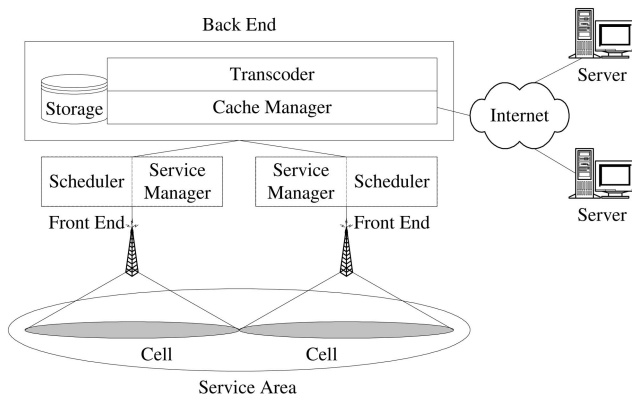 Back End
Transcoder
Storage
Cache Manager
Internet
Server
Server
Scheduler
Service
Manager
Service
Manager
Scheduler
Front End
Front End
Cell
Cell
Service Area